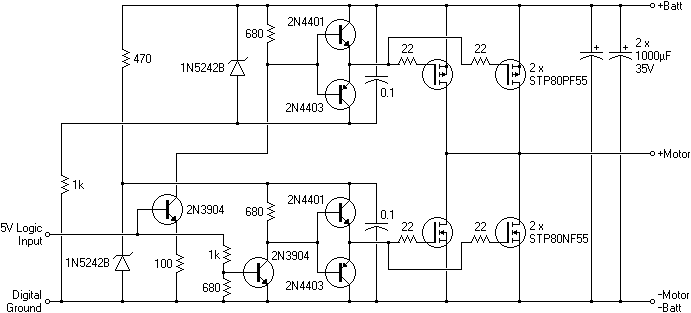 +Batt
2N4401
680
22
22
2 x
1000µF
35V
470
1N5242B
2 x
STP80PF55
0.1
2N4403
+Motor
1k
2N3904
2N4401
680
0.1
22
22
2 x
STP80NF55
5V Logic
Input
1N5242B
100
1k
2N3904
680
2N4403
Digital
Ground
-Motor
-Batt